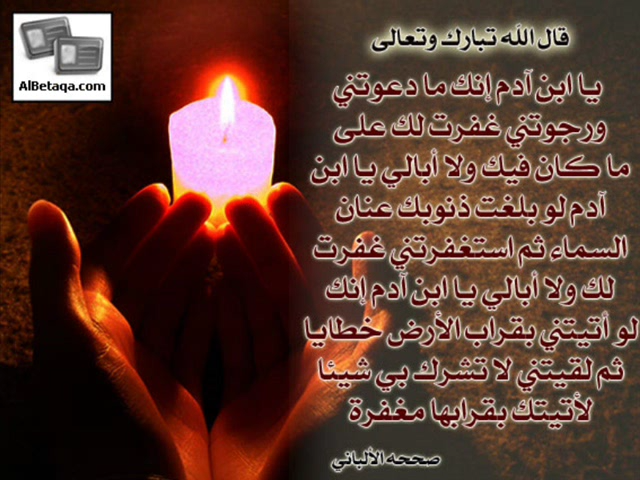 AlBetaqa.com
قال الله تبارك وتعالى
يا ابن آدم إنك ما دعوتني
ورجوتني غفرت لك على
ما كان فيك ولا أبالي يا ابن
آدم لو بلغت ذنوبك عنان
السماء ثم استغفرتني غفرت
لك ولا أبالي يا ابن آدم إنك
لو أتيتني بقراب الأرض خطايا
ثم لقيتني لا تشرك بي شيئا
لأتيتك بقرابها مغفرة
صححه الألباني